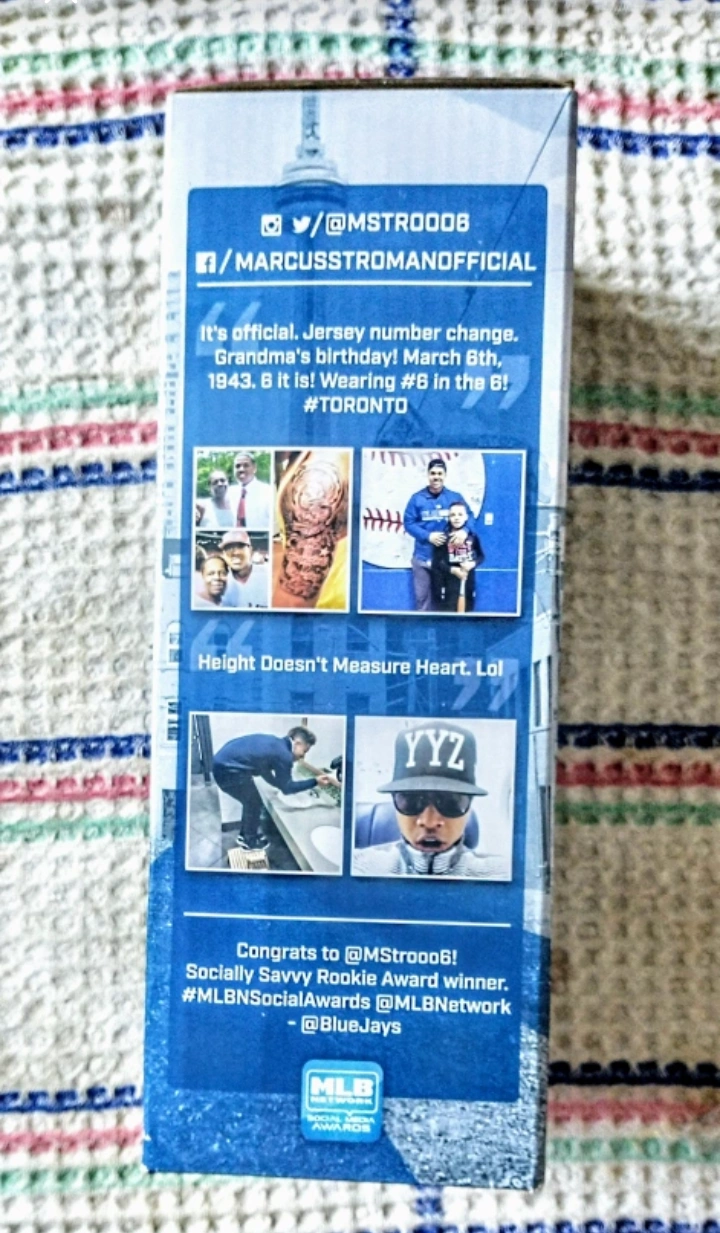 /@MSTROOO6
/MARCUSSTROMANOFFICIAL
It's official. Jersey number change.
Grandma's birthday! March 6th,
1943. 6 it is! Wearing #6 in the 6!
#TORONTO
Height Doesn't Measure Heart. Lol
YYZ
Congrats to @MStrooo6!
Socially Savvy Rookie Award winner.
#MLBNSocialAwards @MLBNetwork
- @BlueJays
MLB
NETWORK
SOCIAL MEDIA
AWARDS